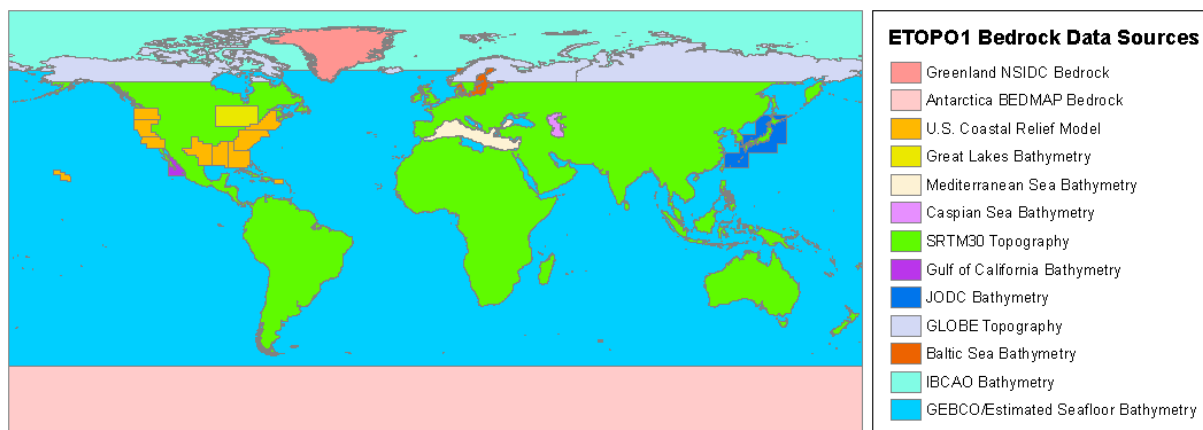 ETOPO1 Bedrock Data Sources
Greenland NSIDC Bedrock
Antarctica BEDMAP Bedrock
U.S. Coastal Relief Model
Great Lakes Bathymetry
Mediterranean Sea Bathymetry
Caspian Sea Bathymetry
SRTM30 Topography
Gulf of California Bathymetry
JODC Bathymetry
GLOBE Topography
Baltic Sea Bathymetry
IBCAO Bathymetry
GEBCO/Estimated Seafloor Bathymetry